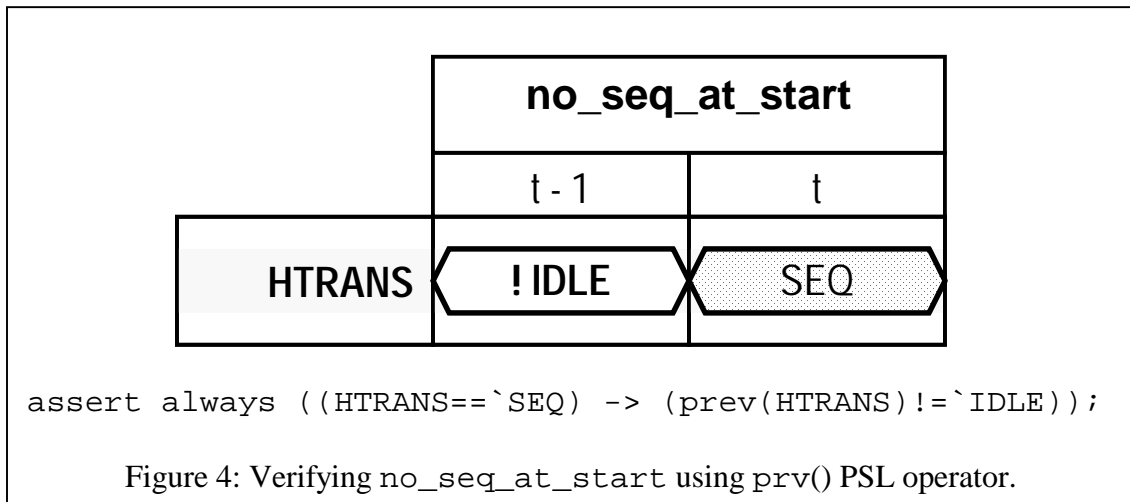 no_seq_at_start
t - 1 t
HTRANS ! IDLE SEQ
assert always ((HTRANS==`SEQ) -> (prev(HTRANS)!=`IDLE));
Figure 4: Verifying no_seq_at_start using prv() PSL operator.